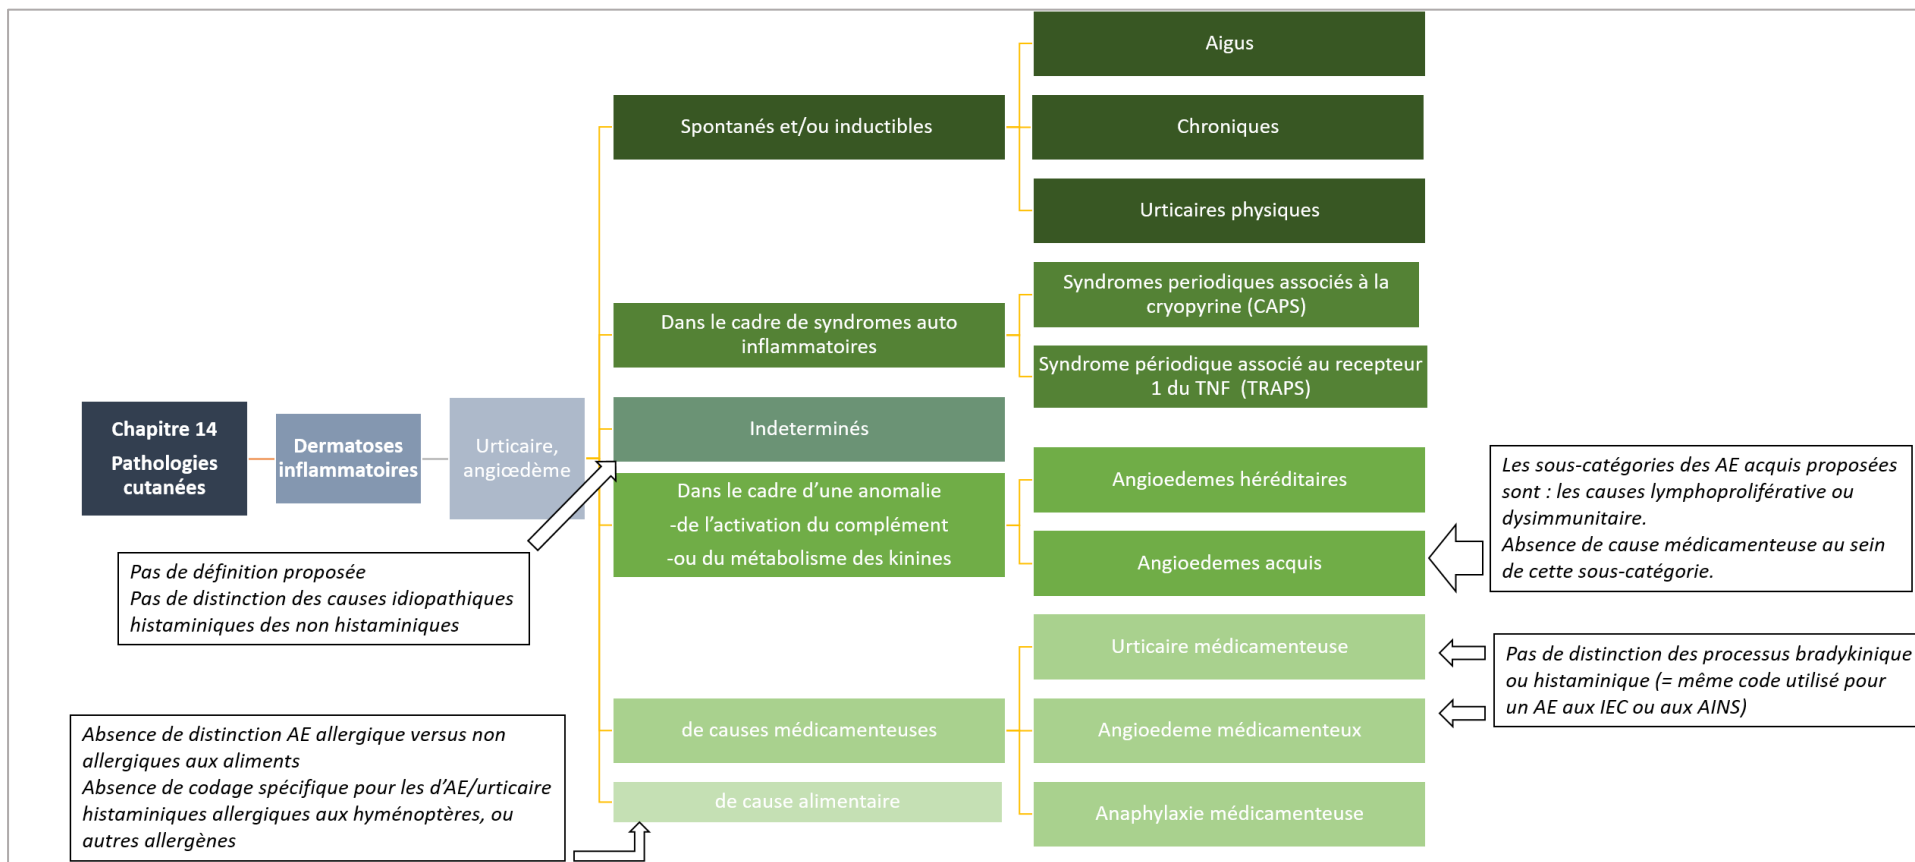 Chapitre 14
Pathologies
cutanées
Dermatoses
inflammatoires
Urticaire,
angiœdème
Spontanés et/ou inductibles
Aigus
Chroniques
Urticaires physiques
Dans le cadre de syndromes auto
inflammatoires
Syndromes periodiques associés à la
cryopyrine (CAPS)
Syndrome périodique associé au recepteur
1 du TNF (TRAPS)
Indeterminés
Pas de définition proposée
Pas de distinction des causes idiopathiques
histaminiques des non histaminiques
Dans le cadre d’une anomalie
-de l’activation du complément
-ou du métabolisme des kinines
Angioedemes héréditaires
Angioedemes acquis
Les sous-catégories des AE acquis proposées
sont : les causes lymphoproliférative ou
dysimmunitaire.
Absence de cause médicamenteuse au sein
de cette sous-catégorie.
de causes médicamenteuses
Urticaire médicamenteuse
Angioedeme médicamenteux
Anaphylaxie médicamenteuse
Pas de distinction des processus bradykinique
ou histaminique (= même code utilisé pour
un AE aux IEC ou aux AINS)
de cause alimentaire
Absence de distinction AE allergique versus non
allergiques aux aliments
Absence de codage spécifique pour les d’AE/urticaire
histaminiques allergiques aux hyménoptères, ou
autres allergènes